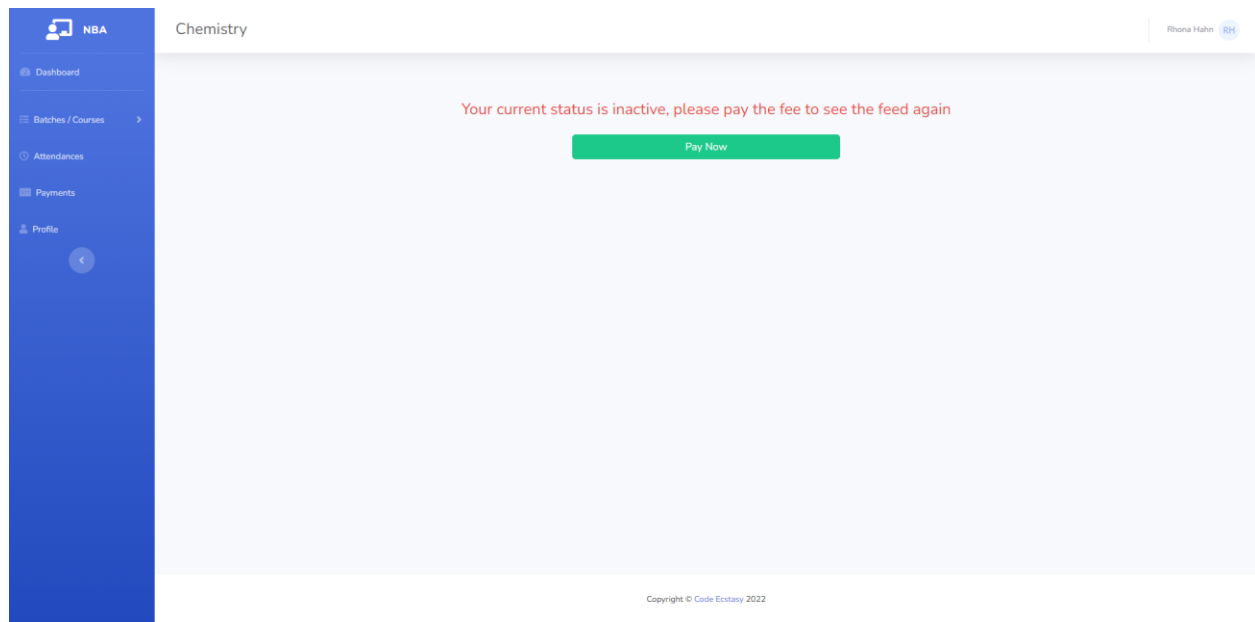 NBA
Dashboard
Batches / Courses
Attendances
Payments
Profile
Chemistry
Rhona Hahn RH
Your current status is inactive, please pay the fee to see the feed again
Pay Now
Copyright © Code Ecstasy 2022